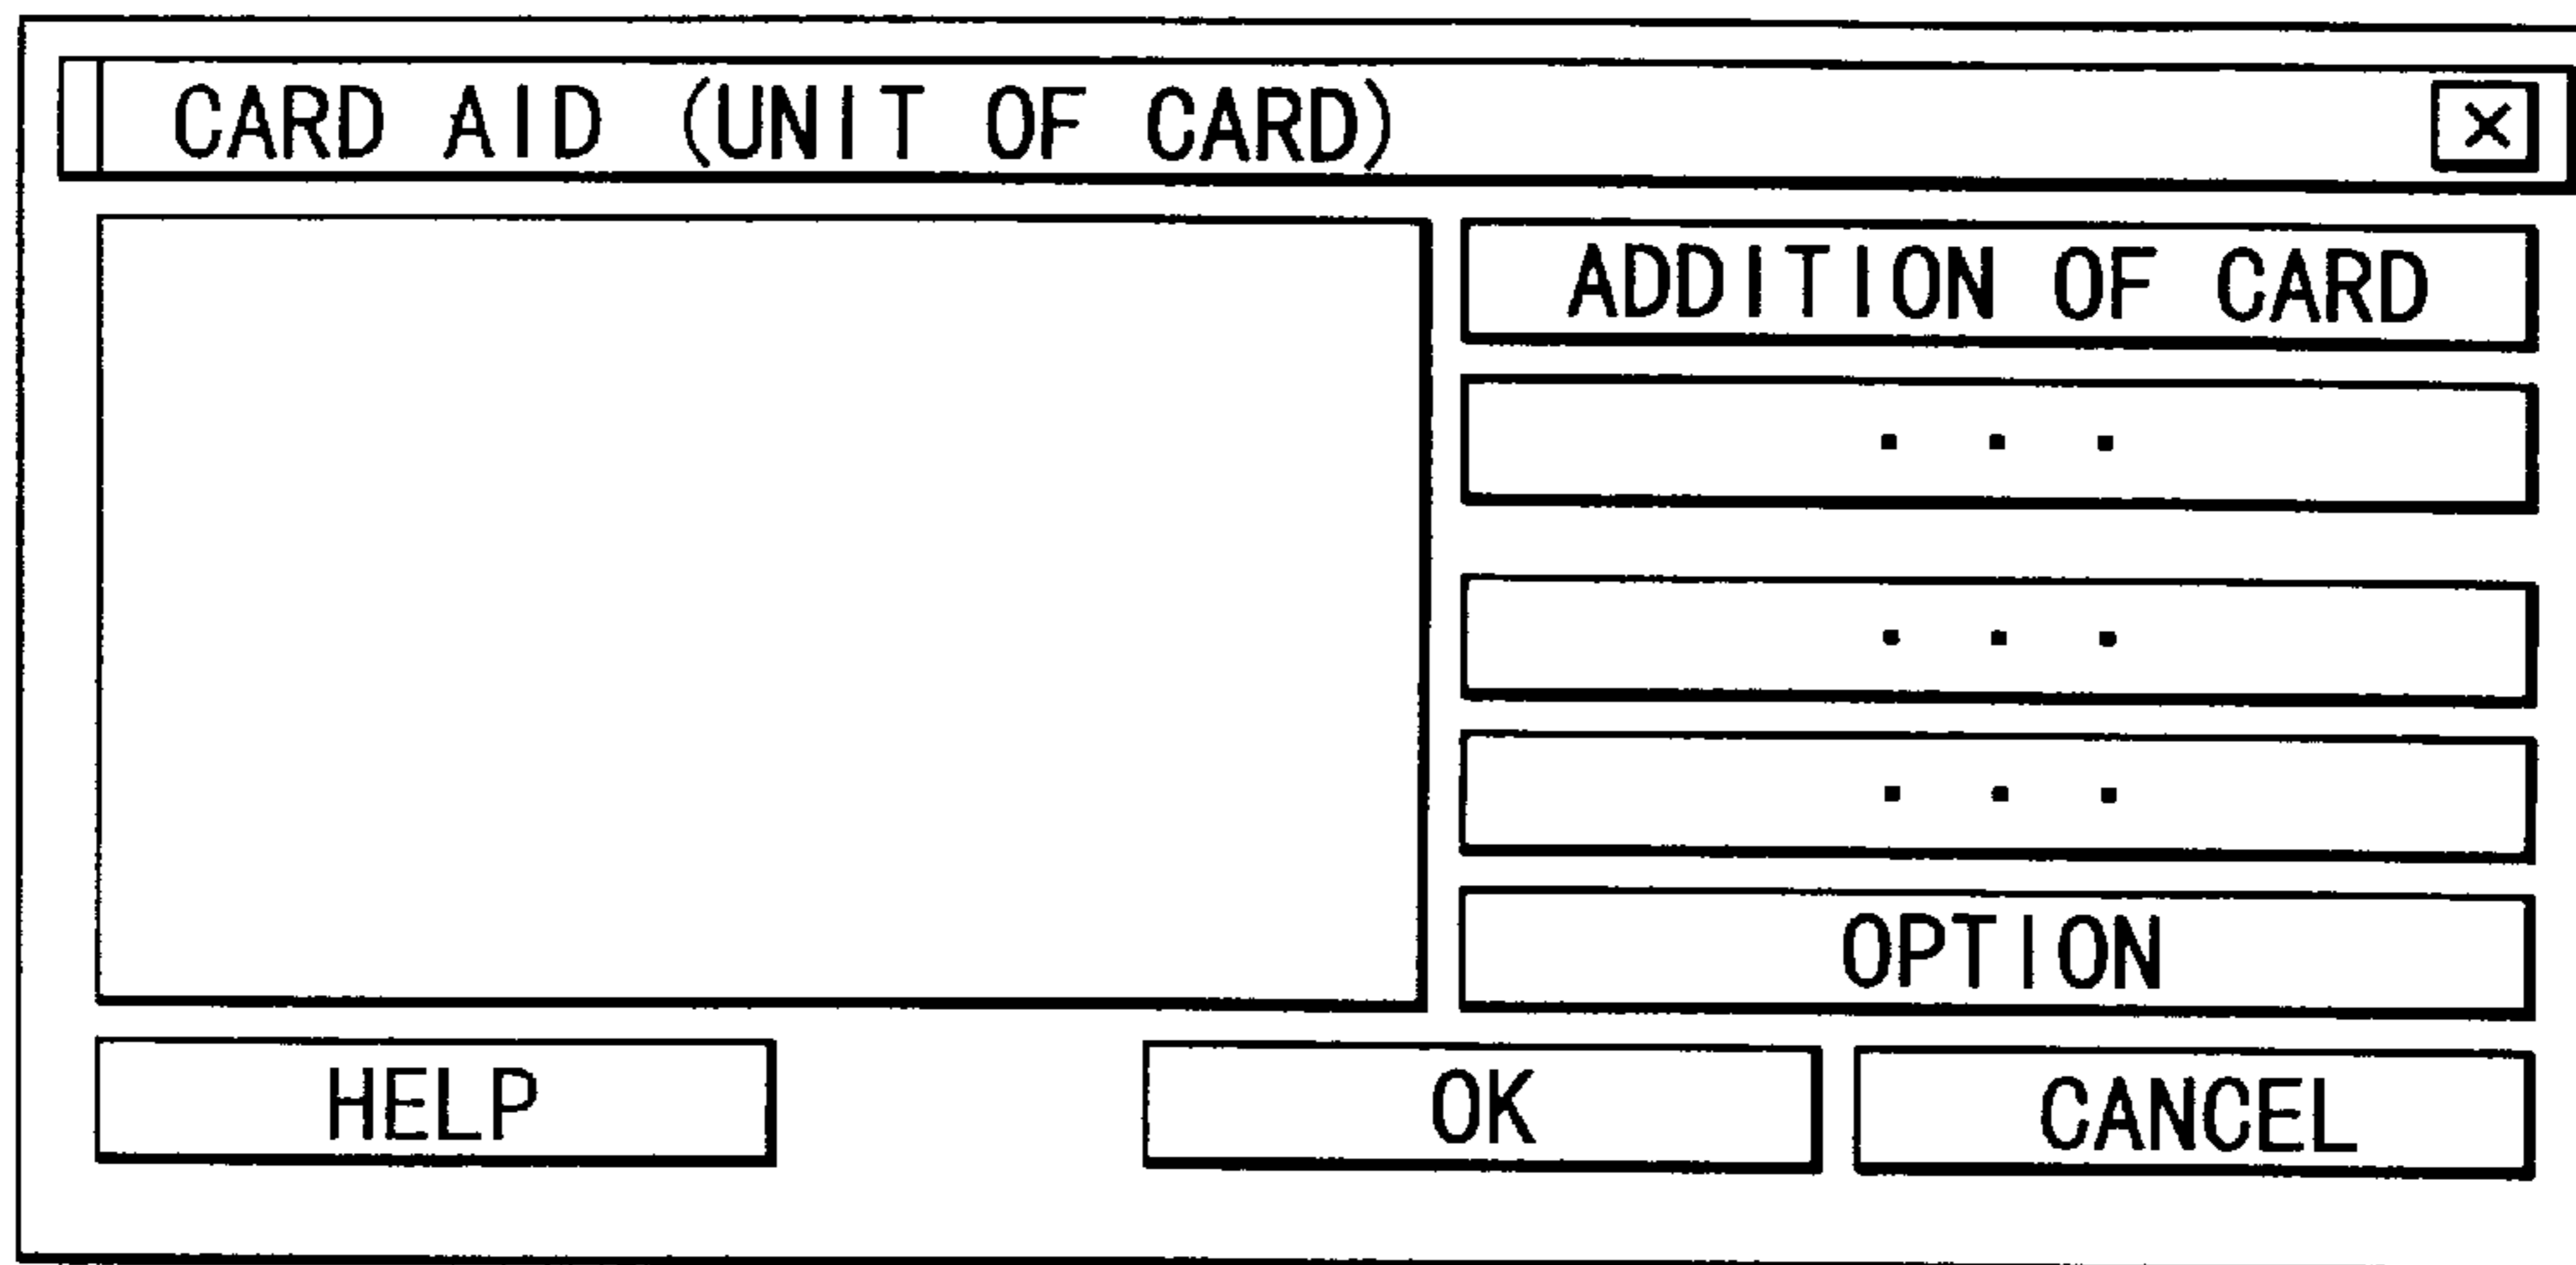 CARD AID (UNIT OF CARD) ×
ADDITION OF CARD
. . .
. . .
. . .
OPTION
HELP OK CANCEL